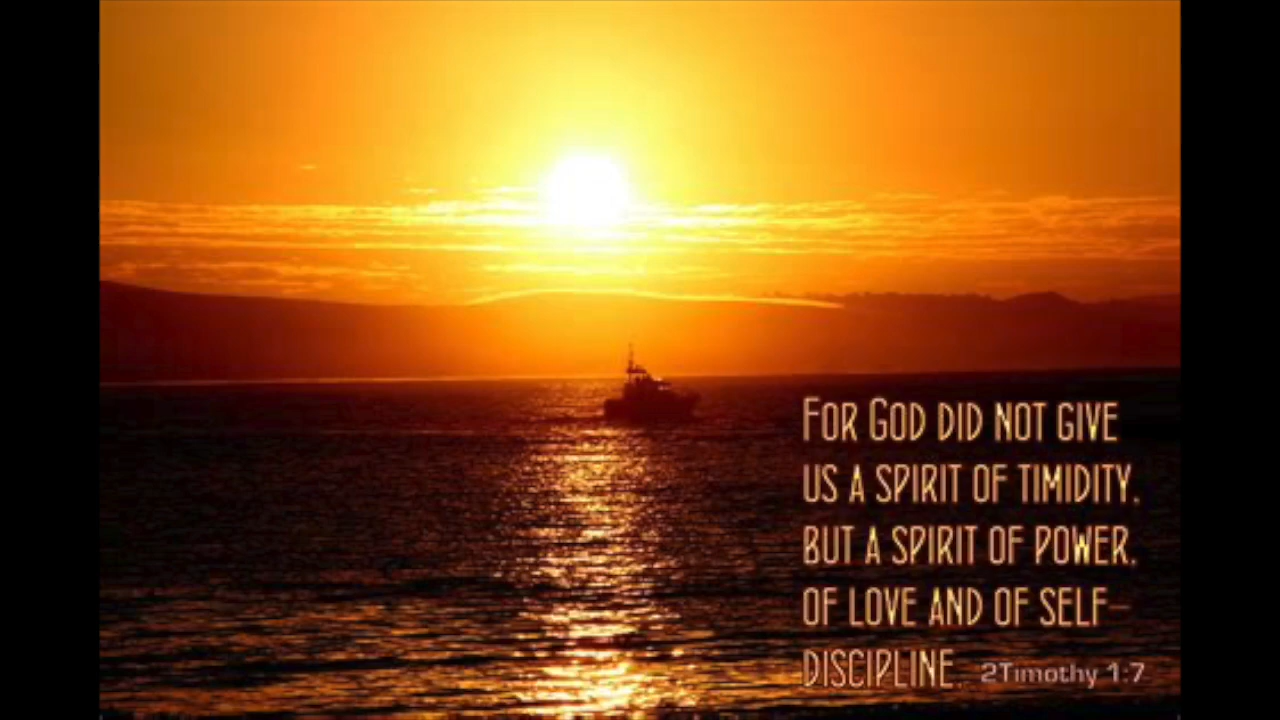 For God did not give
us a spirit of timidity,
but a spirit of power,
of love and of self-
discipline. 2Timothy 1:7